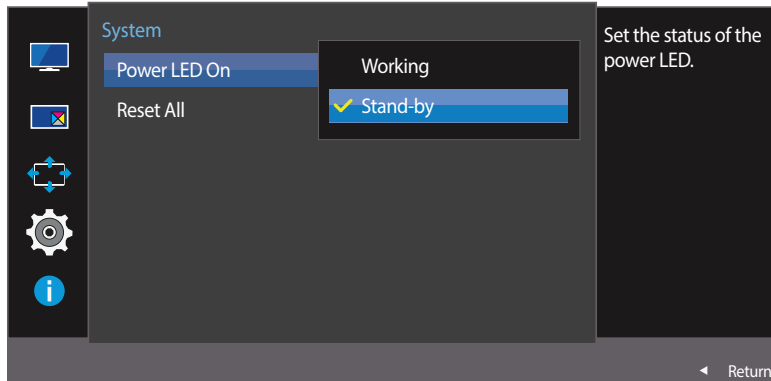 System
Power LED On
Reset All
Working
Stand-by
Set the status of the
power LED.
Return